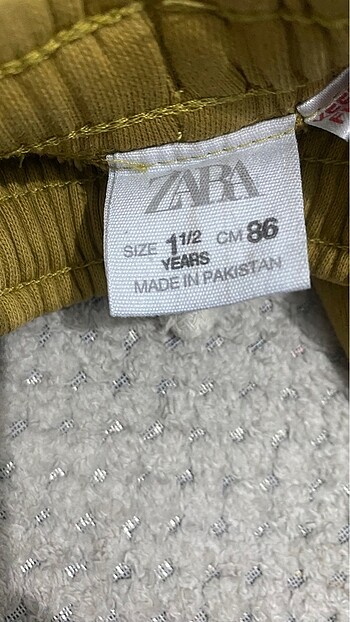 ZARA
SIZE 1 1/2 CM 86
YEARS
MADE IN PAKISTAN